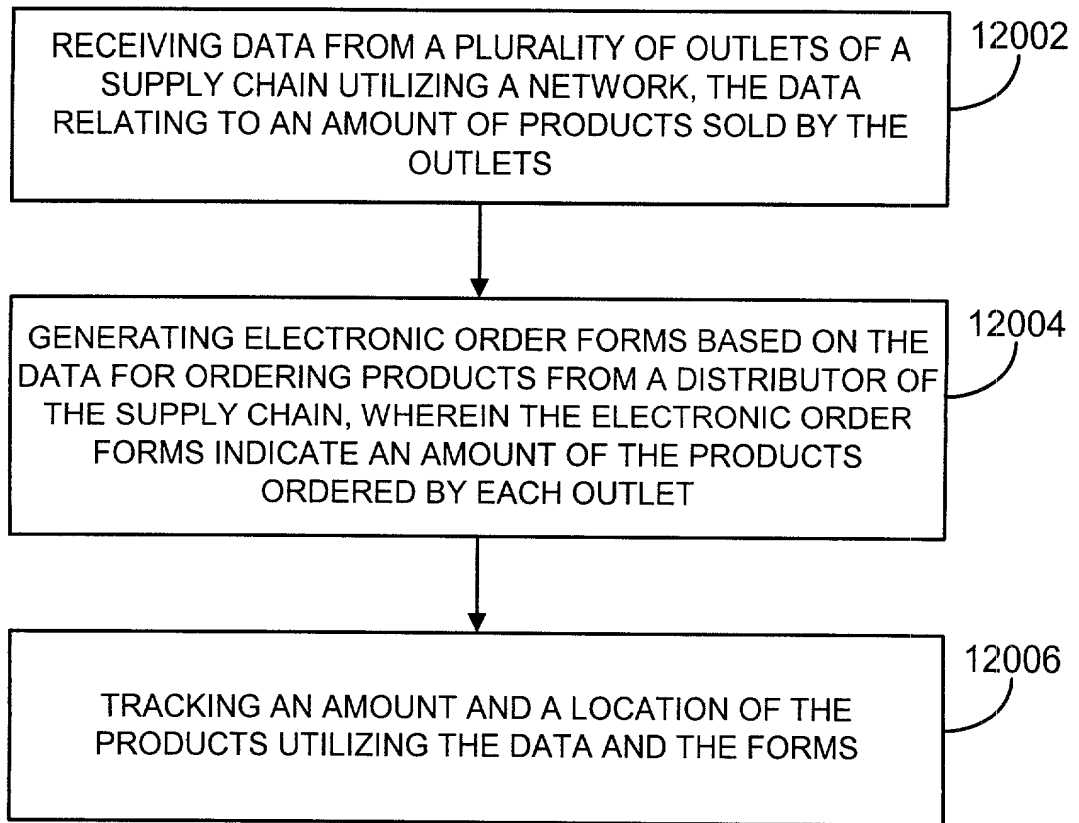 RECEIVING DATA FROM A PLURALITY OF OUTLETS OF A
SUPPLY CHAIN UTILIZING A NETWORK, THE DATA
RELATING TO AN AMOUNT OF PRODUCTS SOLD BY THE
OUTLETS
12002
GENERATING ELECTRONIC ORDER FORMS BASED ON THE
DATA FOR ORDERING PRODUCTS FROM A DISTRIBUTOR OF
THE SUPPLY CHAIN, WHEREIN THE ELECTRONIC ORDER
FORMS INDICATE AN AMOUNT OF THE PRODUCTS
ORDERED BY EACH OUTLET
12004
TRACKING AN AMOUNT AND A LOCATION OF THE
PRODUCTS UTILIZING THE DATA AND THE FORMS
12006